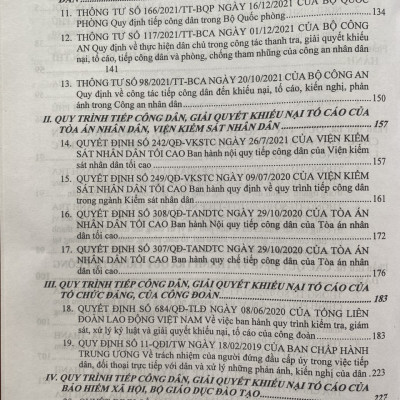 DÂN
11. THÔNG TƯ SỐ 166/2021/TT-BQP NGÀY 16/12/2021 CỦA BỘ QUỐC
PHÒNG Quy định tiếp công dân trong Bộ Quốc phòng 134
12. THÔNG TƯ SỐ 117/2021/TT-BCA NGÀY 01/12/2021 CỦA BỘ CÔNG
AN Quy định về thực hiện dân chủ trong công tác thanh tra, giải quyết khiếu
nại, tố cáo, tiếp công dân và phòng, chống tham nhũng của công an nhân dân
141
13. THÔNG TƯ SỐ 98/2021/TT-BCA NGÀY 20/10/2021 CỦA BỘ CÔNG AN
Quy định về công tác tiếp công dân đến khiếu nại, tố cáo, kiến nghị, phản
ánh trong Công an nhân dân 150
II. QUY TRÌNH TIẾP CÔNG DÂN, GIẢI QUYẾT KHIẾU NẠI TỐ CÁO CỦA
TÒA ÁN NHÂN DÂN, VIỆN KIỂM SÁT NHÂN DÂN 157
14. QUYẾT ĐỊNH SỐ 242/QĐ-VKSTC NGÀY 26/7/2021 CỦA VIỆN KIỂM
SÁT NHÂN DÂN TỐI CAO Ban hành nội quy tiếp công dân của Viện kiểm
sát nhân dân tối cao 157
15. QUYẾT ĐỊNH SỐ 249/QĐ-VKSTC NGÀY 09/07/2020 CỦA VIỆN KIỂM
SÁT NHÂN DÂN TỐI CAO Ban hành quy định về quy trình tiếp công dân
trong ngành Kiểm sát nhân dân 161
16. QUYẾT ĐỊNH SỐ 308/QĐ-TANDTC NGÀY 29/10/2020 CỦA TÒA ÁN
NHÂN DÂN TỐI CAO Ban hành Nội quy tiếp công dân của Tòa án nhân
dân tối cao 172
17. QUYẾT ĐỊNH SỐ 307/QĐ-TANDTC NGÀY 29/10/2020 CỦA TÒA ÁN
NHÂN DÂN TỐI CAO Ban hành quy chế tiếp công dân của Tòa án nhân
dân tối cao 176
III. QUY TRÌNH TIẾP CÔNG DÂN, GIẢI QUYẾT KHIẾU NẠI TỐ CÁO CỦA
TỔ CHỨC ĐẢNG, CỦA CÔNG ĐOÀN 183
18. QUYẾT ĐỊNH SỐ 684/QĐ-TLĐ NGÀY 08/06/2020 CỦA TỔNG LIÊN
ĐOÀN LAO ĐỘNG VIỆT NAM Về việc ban hành quy trình kiểm tra, giám
sát, xử lý kỷ luật và giải quyết khiếu nại, tố cáo của công đoàn 183
19. QUY ĐỊNH SỐ 11-QĐi/TW NGÀY 18/02/2019 CỦA BAN CHẤP HÀNH
TRUNG ƯƠNG Về trách nhiệm của người đứng đầu cấp ủy trong việc tiếp
dân, đối thoại trực tiếp với dân và xử lý những phản ánh, kiến nghị của dân 223
IV. QUY TRÌNH TIẾP CÔNG DÂN, GIẢI QUYẾT KHIẾU NẠI TỐ CÁO CỦA
BẢO HIỂM XÃ HỘI, BỘ GIÁO DỤC ĐÀO TẠO 227